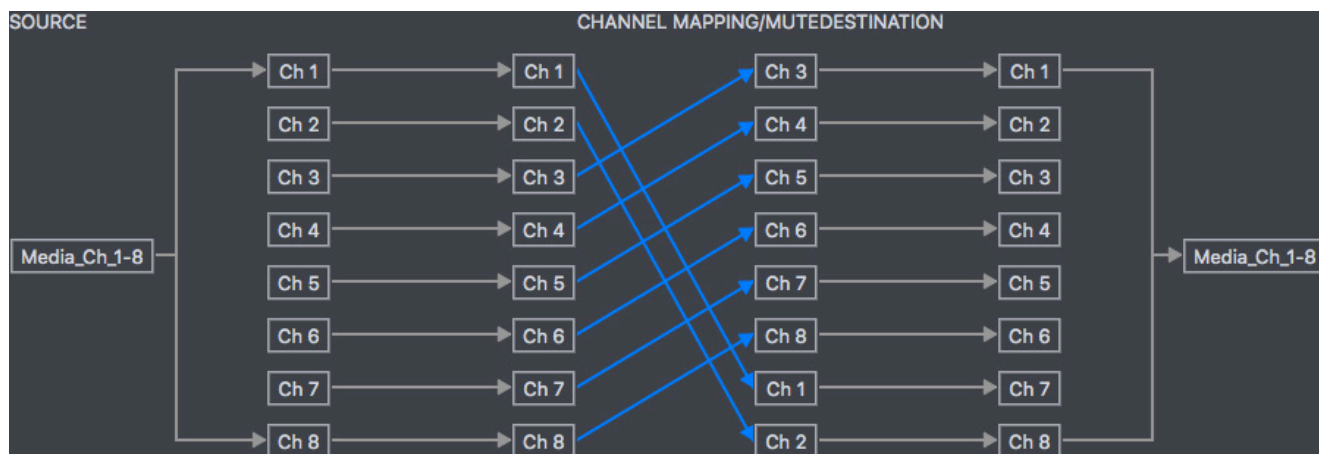 SOURCE CHANNEL MAPPING/MUTEDESTINATION
Ch 1 Ch 1 Ch 3 Ch 1
Ch 2 Ch 2 Ch 4 Ch 2
Ch 3 Ch 3 Ch 5 Ch 3
Ch 4 Ch 4 Ch 6 Ch 4
Media_Ch_1-8 Media_Ch_1-8
Ch 5 Ch 5 Ch 7 Ch 5
Ch 6 Ch 6 Ch 8 Ch 6
Ch 7 Ch 7 Ch 1 Ch 7
Ch 8 Ch 8 Ch 2 Ch 8